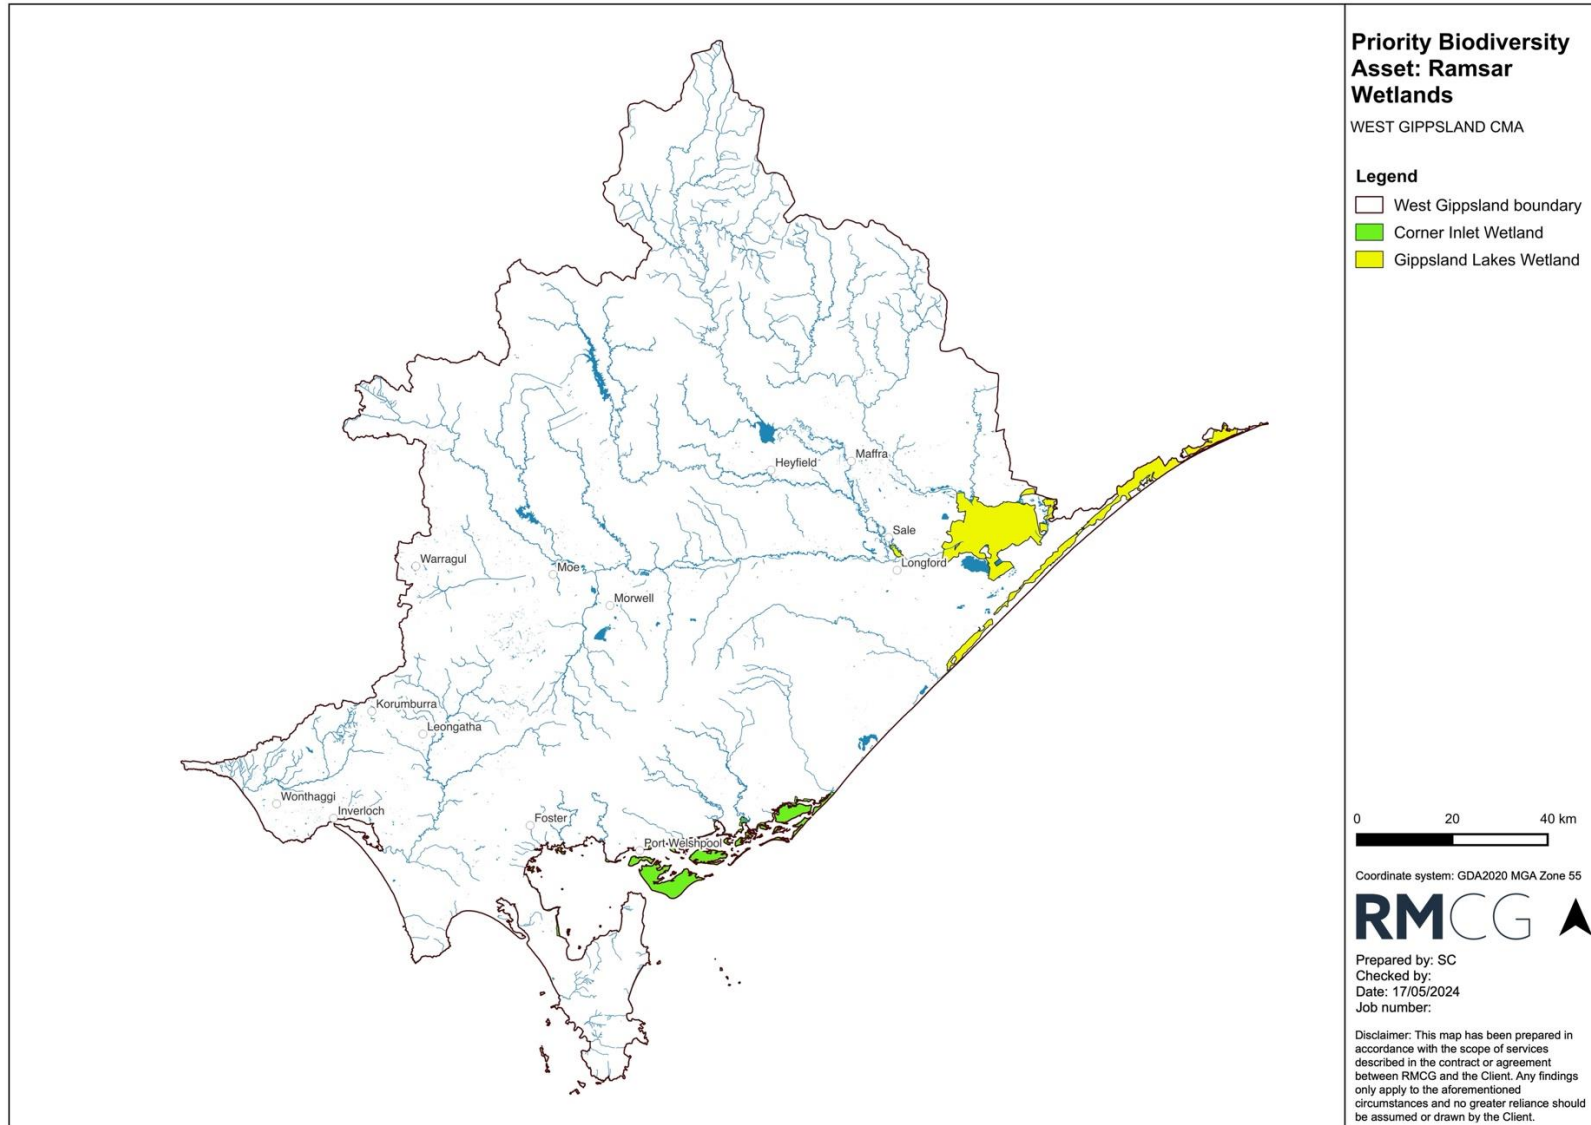 Priority Biodiversity
Asset: Ramsar
Wetlands
WEST GIPPSLAND CMA
Legend
West Gippsland boundary
Corner Inlet Wetland
Gippsland Lakes Wetland
Heyfield
Maffra
Sale
Longford
Warragul
Moe
Morwell
Korumburra
Leongatha
Wonthaggi
Inverloch
Foster
Port Welshpool
0 20 40 km
Coordinate system: GDA2020 MGA Zone 55
RMCG
Prepared by: SC
Checked by:
Date: 17/05/2024
Job number:
Disclaimer: This map has been prepared in
accordance with the scope of services
described in the contract or agreement
between RMCG and the Client. Any findings
only apply to the aforementioned
circumstances and no greater reliance should
be assumed or drawn by the Client.